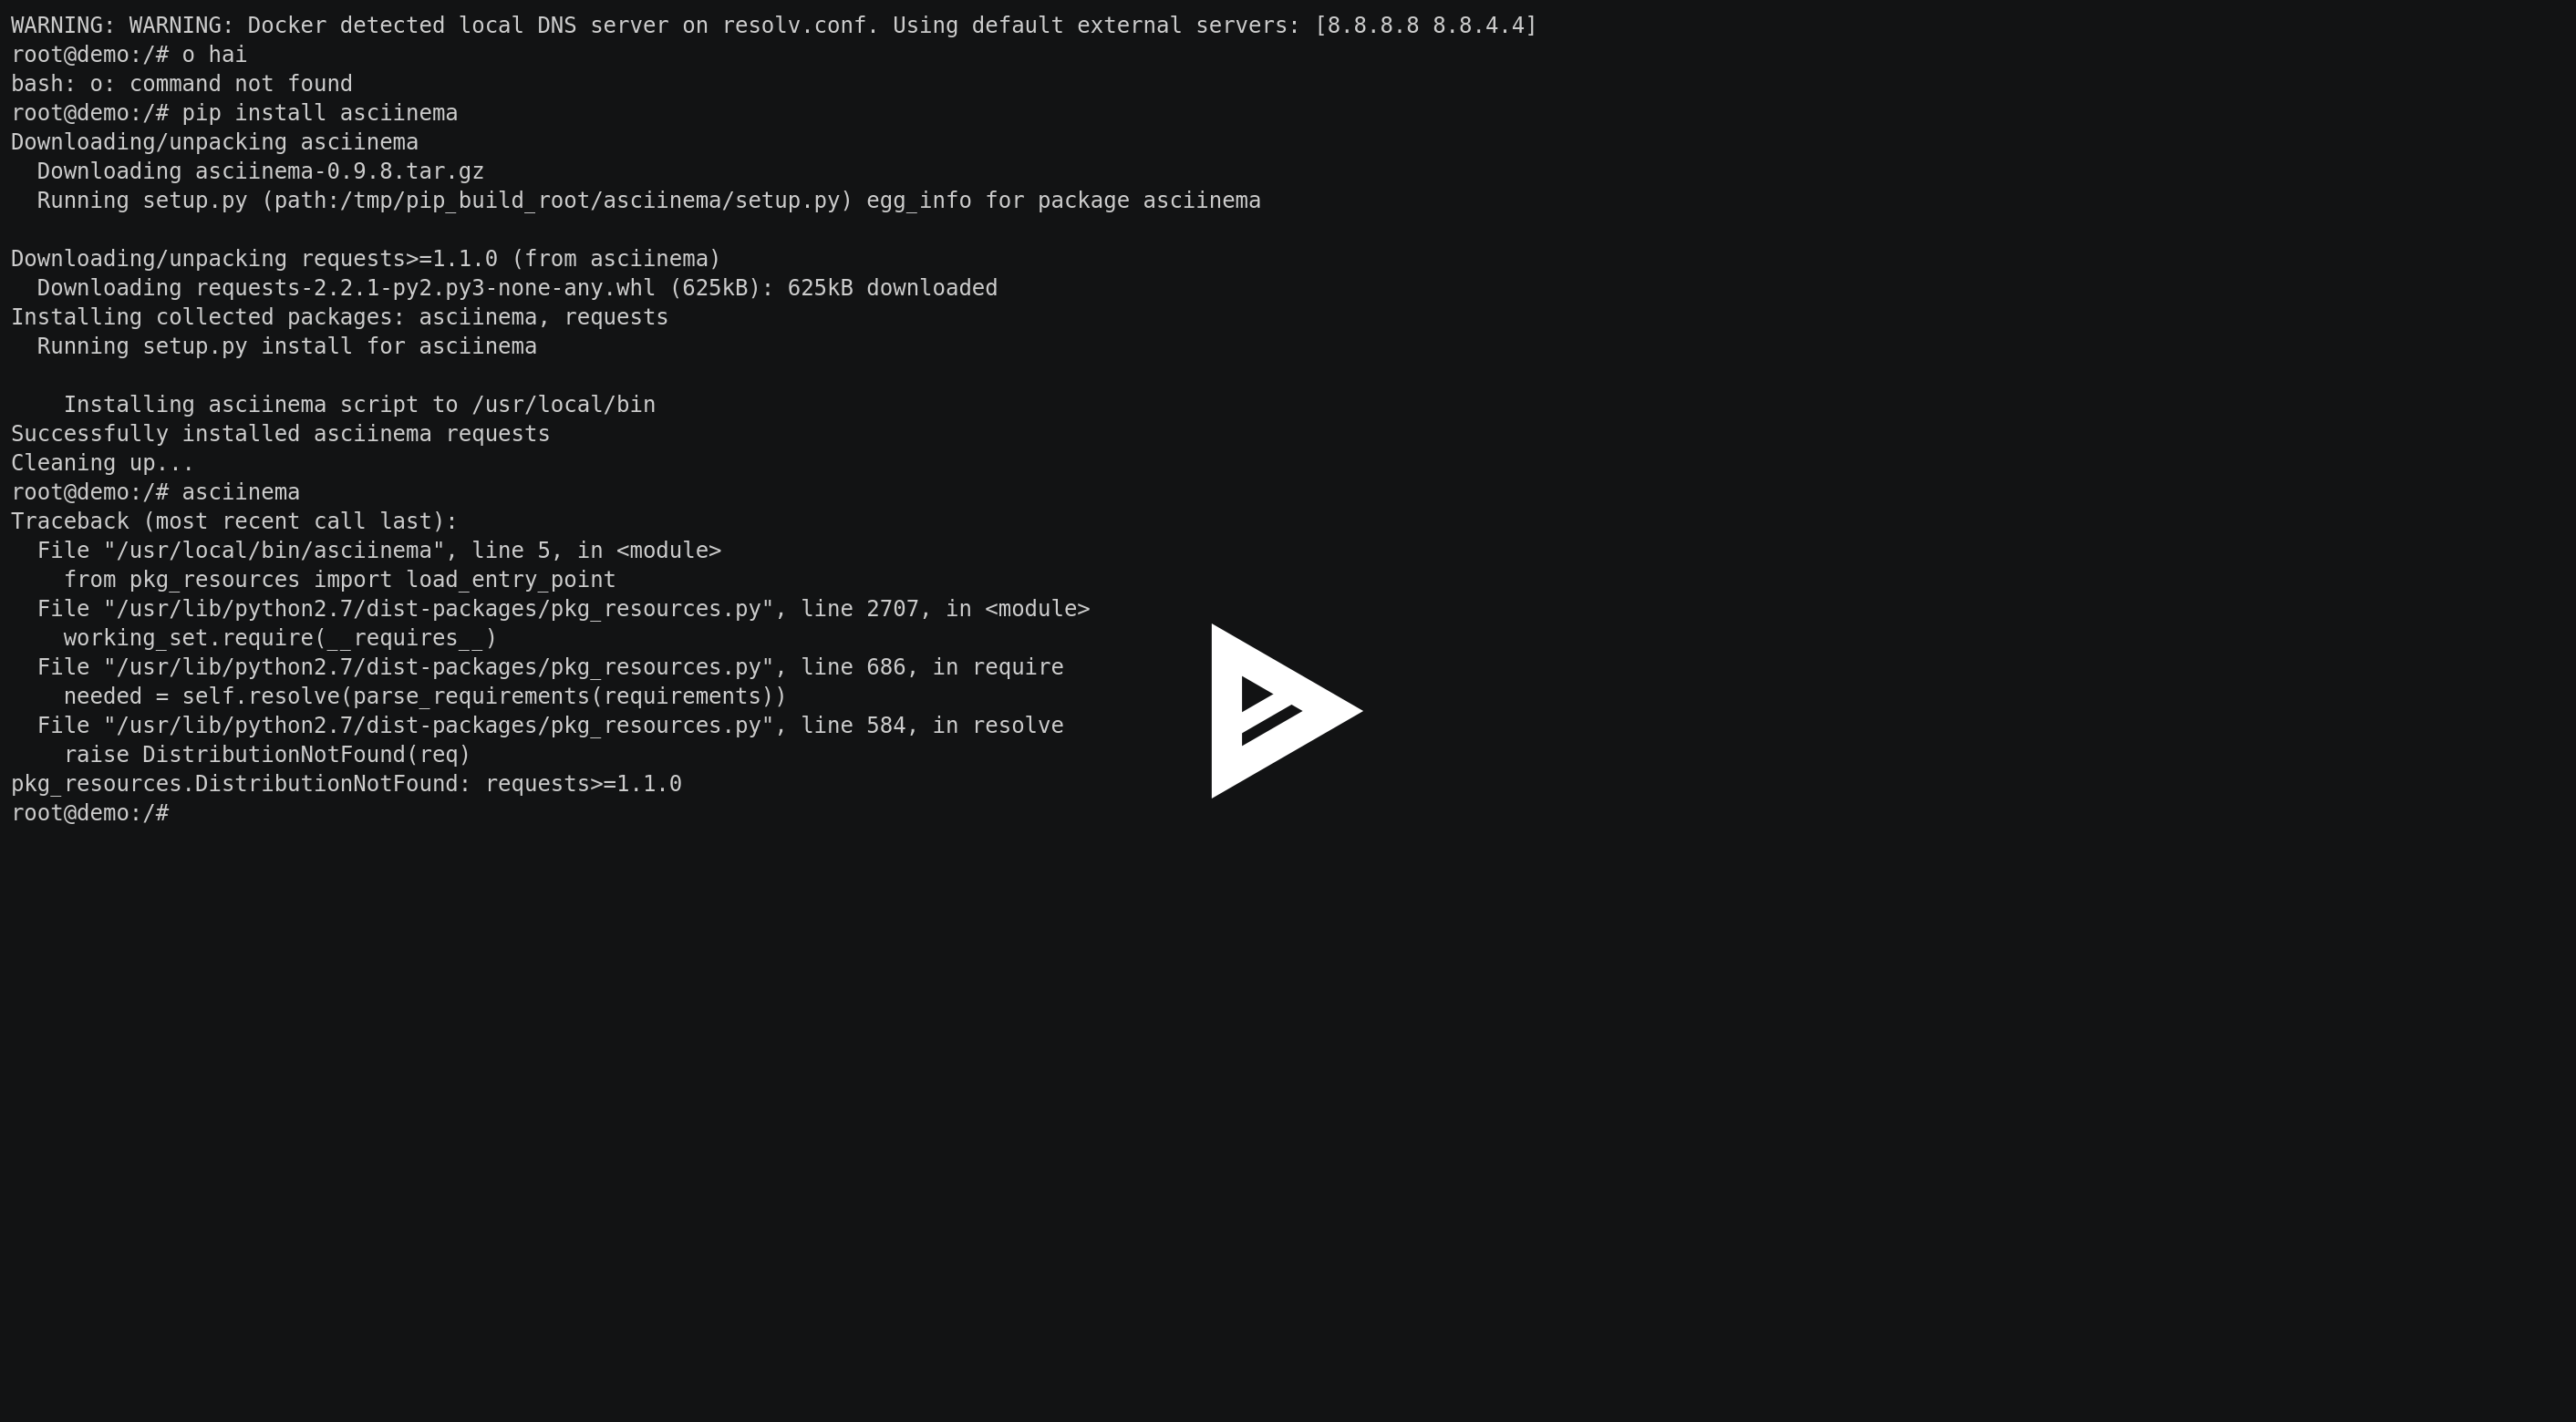 WARNING: WARNING: Docker detected local DNS server on resolv.conf. Using default external servers: [8.8.8.8 8.8.4.4]
root@demo:/# o hai
bash: o: command not found
root@demo:/# pip install asciinema
Downloading/unpacking asciinema
  Downloading asciinema-0.9.8.tar.gz
  Running setup.py (path:/tmp/pip_build_root/asciinema/setup.py) egg_info for package asciinema

Downloading/unpacking requests>=1.1.0 (from asciinema)
  Downloading requests-2.2.1-py2.py3-none-any.whl (625kB): 625kB downloaded
Installing collected packages: asciinema, requests
  Running setup.py install for asciinema

    Installing asciinema script to /usr/local/bin
Successfully installed asciinema requests
Cleaning up...
root@demo:/# asciinema
Traceback (most recent call last):
  File "/usr/local/bin/asciinema", line 5, in <module>
    from pkg_resources import load_entry_point
  File "/usr/lib/python2.7/dist-packages/pkg_resources.py", line 2707, in <module>
    working_set.require(__requires__)
  File "/usr/lib/python2.7/dist-packages/pkg_resources.py", line 686, in require
    needed = self.resolve(parse_requirements(requirements))
  File "/usr/lib/python2.7/dist-packages/pkg_resources.py", line 584, in resolve
    raise DistributionNotFound(req)
pkg_resources.DistributionNotFound: requests>=1.1.0
root@demo:/#